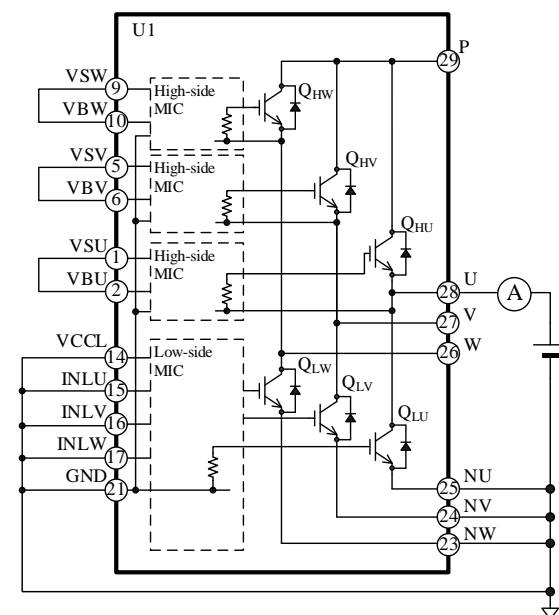 U1
P
29
VSW
9
High-side
MIC
QHW
VBW
10
VSV
5
High-side
MIC
QHV
VBV
6
VSU
1
High-side
MIC
QHU
VBU
2
U
28
A
V
27
W
26
VCCL
14
Low-side
MIC
QLW
QLV
QLU
INLU
15
INLV
16
INLW
17
GND
21
NU
25
NV
24
NW
23